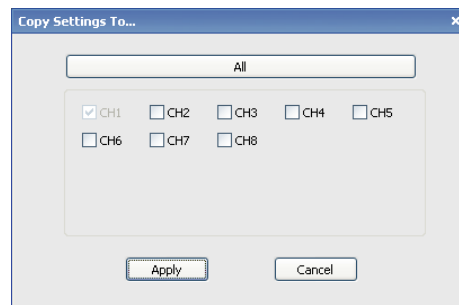 Copy Settings To...
All
CH1 CH2 CH3 CH4 CH5
CH6 CH7 CH8
Apply Cancel